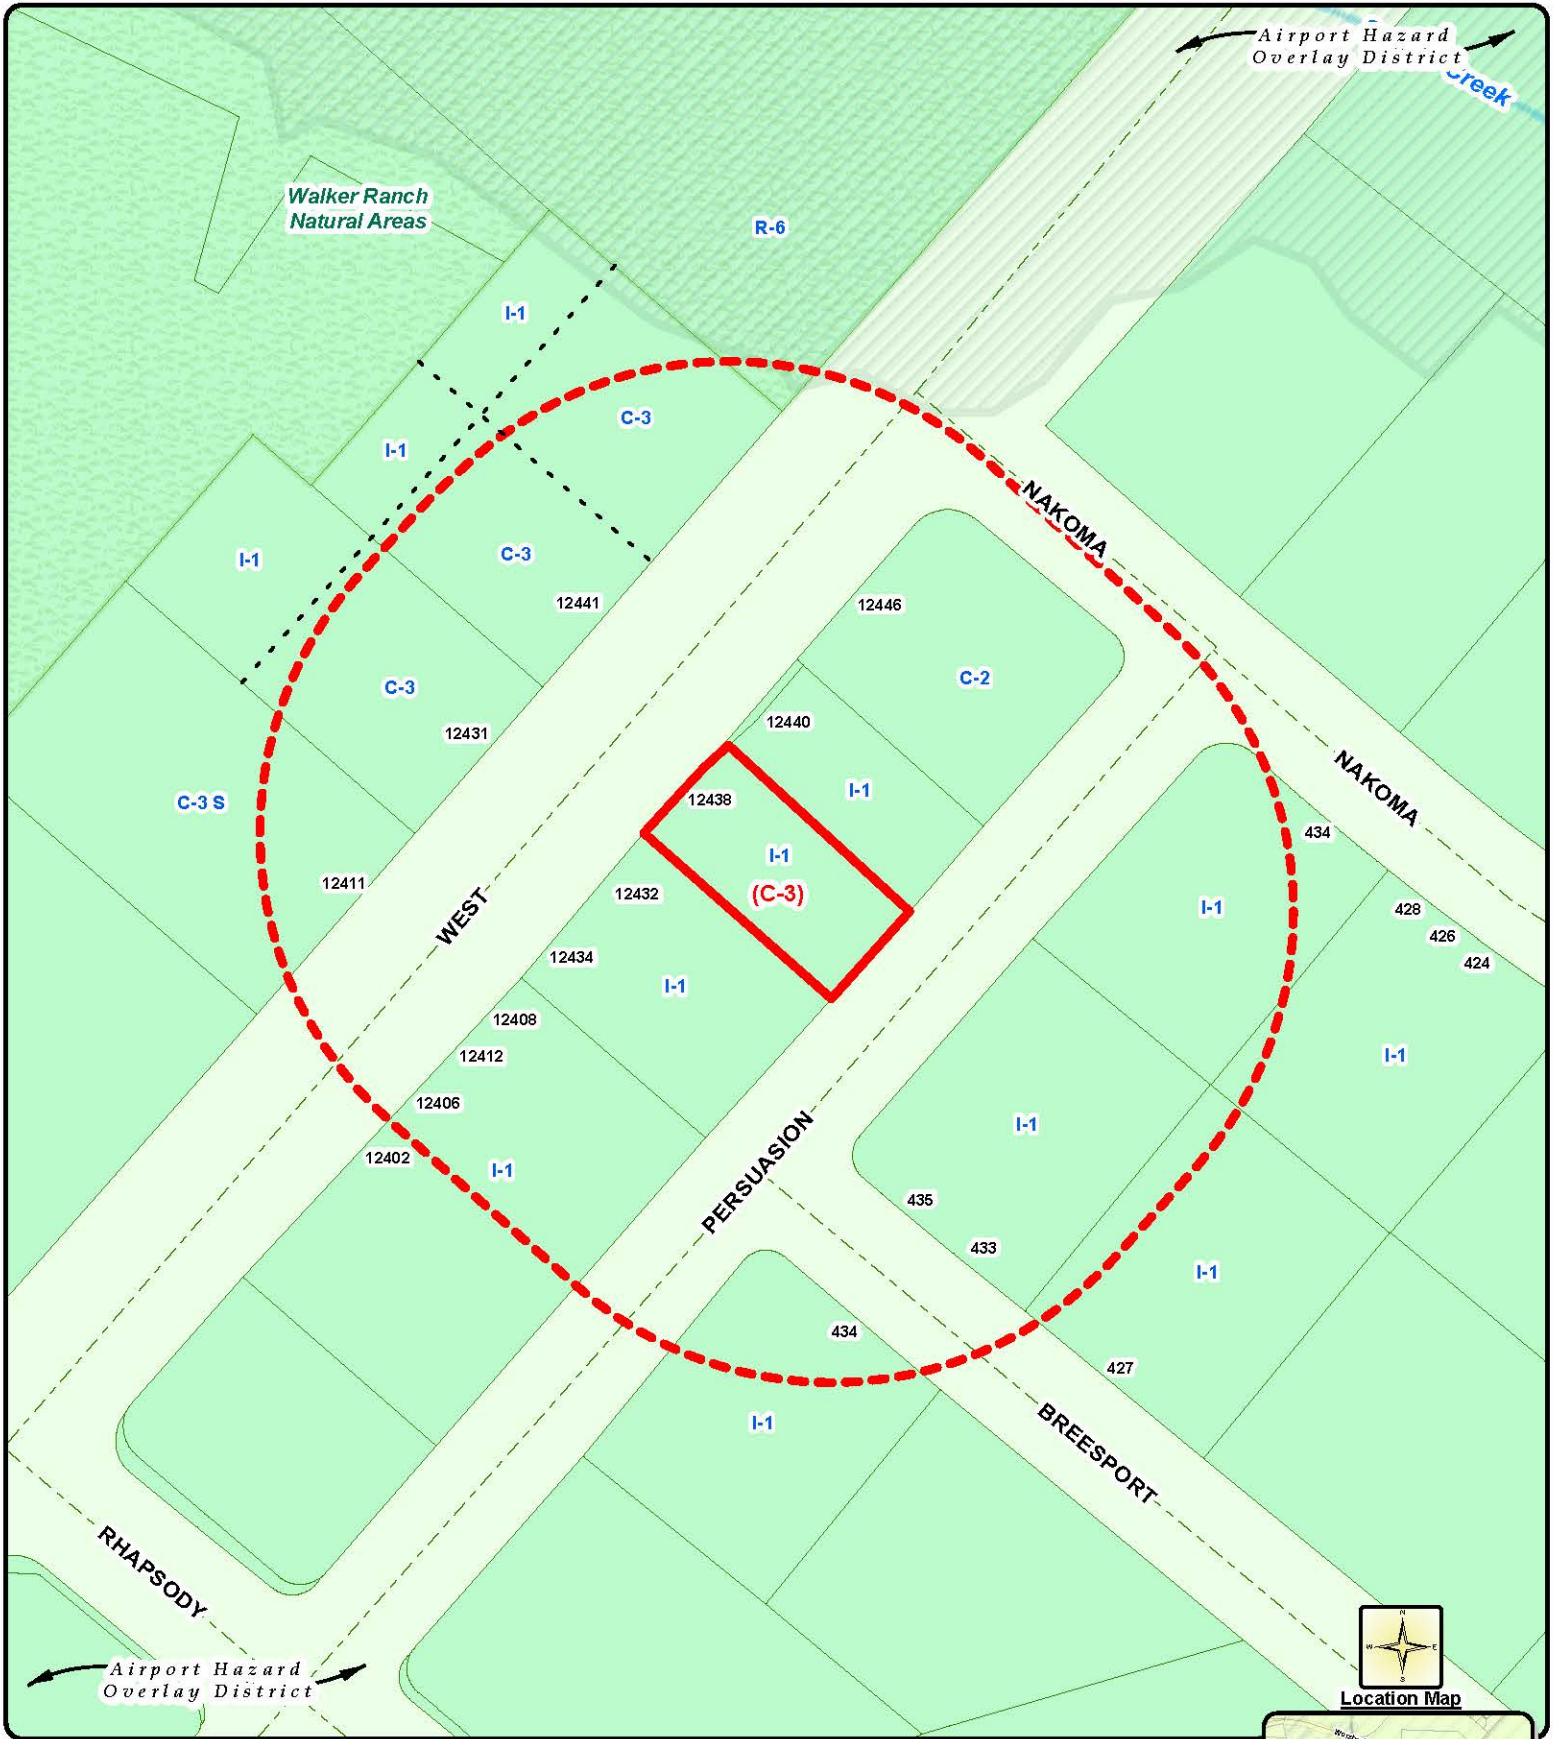 Airport Hazard
Overlay District
Creek
Walker Ranch
Natural Areas
R-6
I-1
C-3
I-1
NAKOMA
C-3
I-1
12441
12446
C-2
C-3
12440
12431
NAKOMA
I-1
12438
C-3 S
434
I-1
12411
(C-3)
12432
WEST
I-1
428
426
12434
424
I-1
12408
12412
I-1
12406
I-1
12402
PERSUASION
I-1
435
433
I-1
434
427
I-1
BREESPORT
RHAPSODY
N
W
E
S
Airport Hazard
Overlay District
Location Map